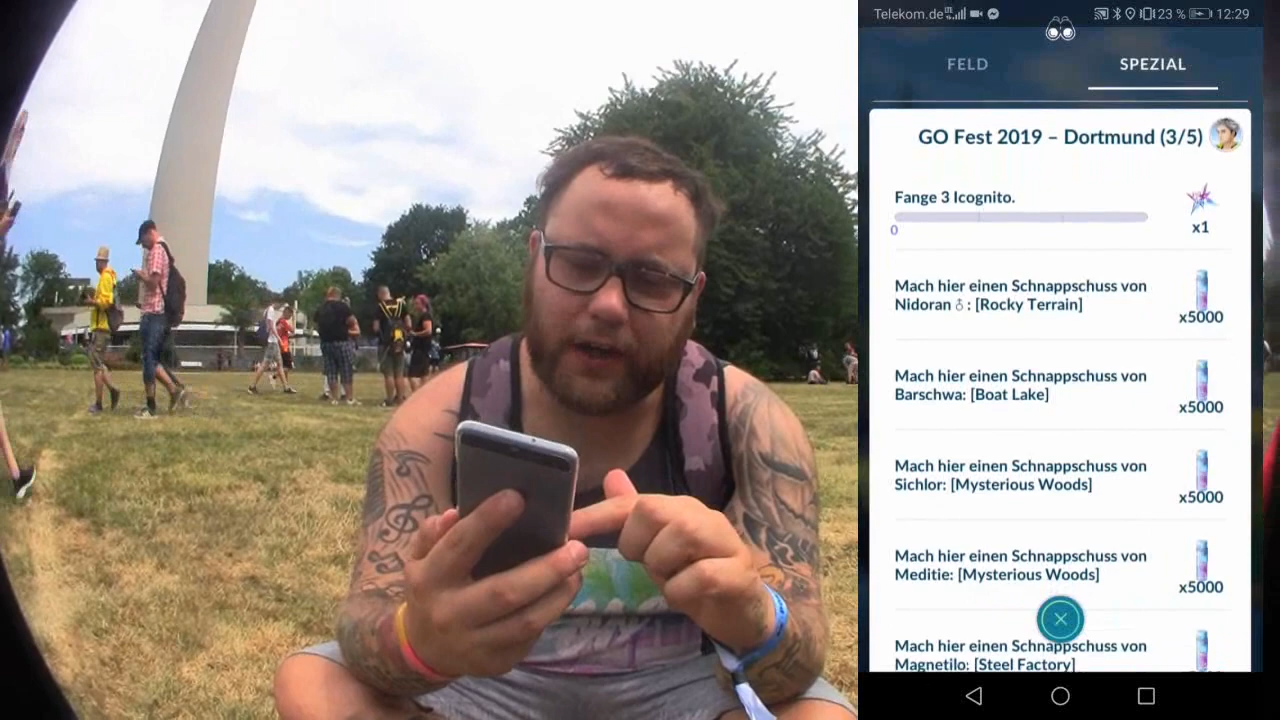 Telekom.de
23 %
12:29
FELD
SPEZIAL
GO Fest 2019 – Dortmund (3/5)
Fange 3 Icognito.
0
x1
Mach hier einen Schnappschuss von
Nidoran ♂ : [Rocky Terrain]
x5000
Mach hier einen Schnappschuss von
Barschwa: [Boat Lake]
x5000
Mach hier einen Schnappschuss von
Sichlor: [Mysterious Woods]
x5000
Mach hier einen Schnappschuss von
Meditie: [Mysterious Woods]
x5000
Mach hier einen Schnappschuss von
Magnetilo: [Steel Factory]